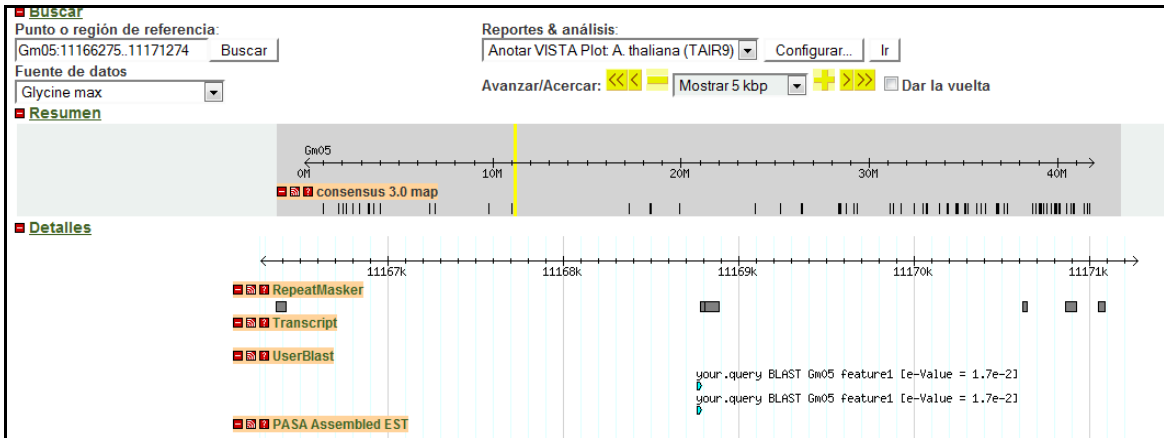 Buscar
Punto o región de referencia: Reportes & análisis:
Gm05:11166275..11171274 Buscar Anotar VISTA Plot: A. thaliana (TAIR9) Configurar... Ir
Fuente de datos
Glycine max Avanzar/Acercar: << < Mostrar 5 kbp > >> Dar la vuelta
Resumen
Gm05
0M 10M 20M 30M 40M
consensus 3.0 map
Detalles
11167k 11168k 11169k 11170k 11171k
RepeatMasker
Transcript
UserBlast
your.query BLAST Gm05 feature1 [e-Value = 1.7e-2]
your.query BLAST Gm05 feature1 [e-Value = 1.7e-2]
PASA Assembled EST